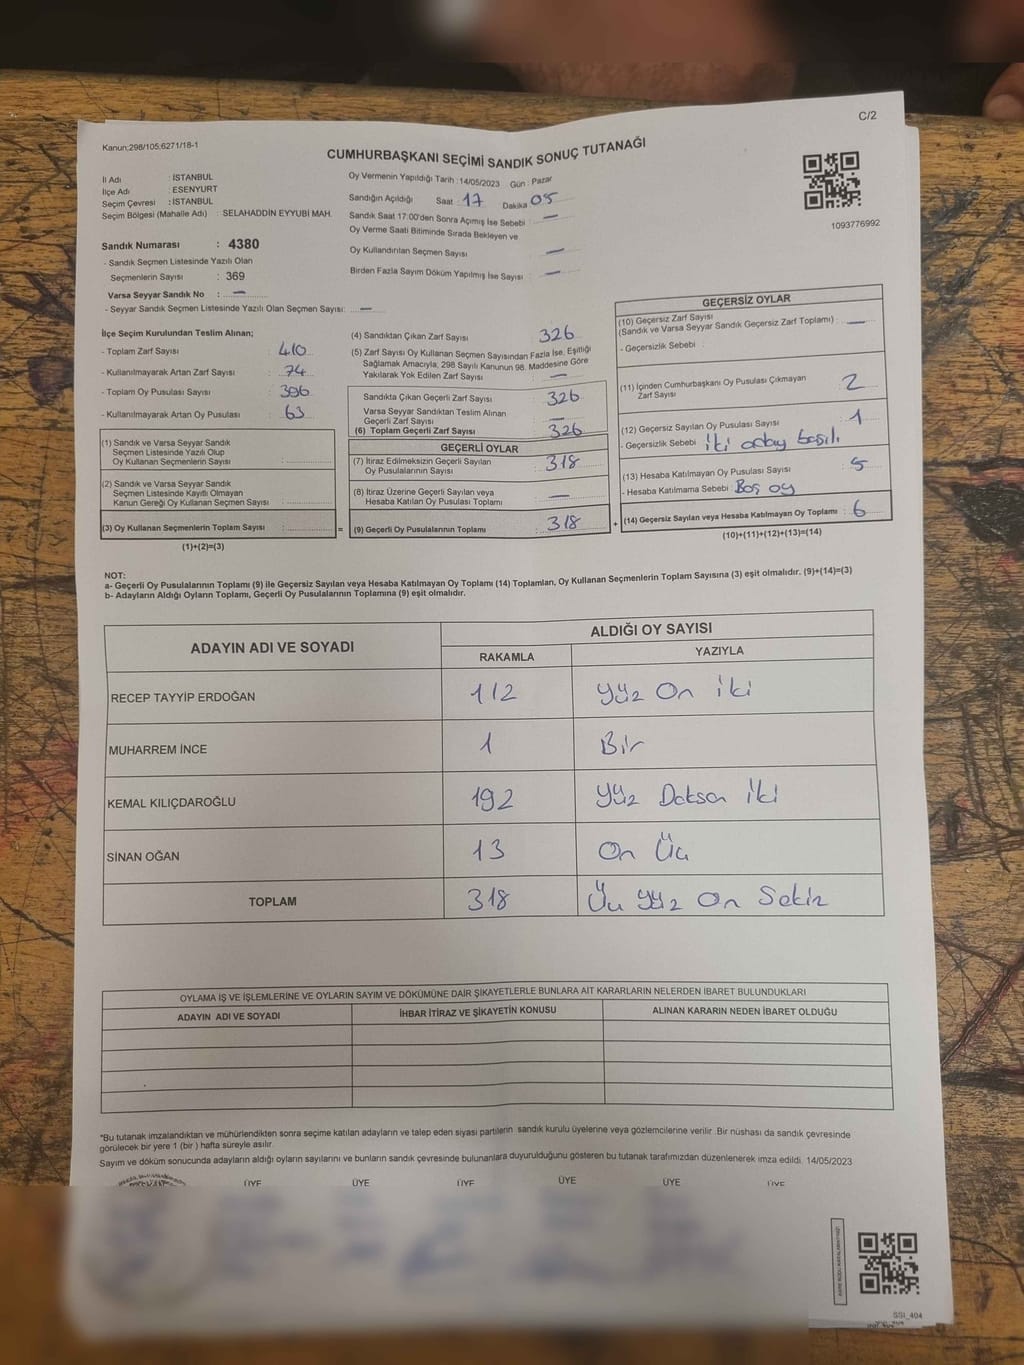 C/2
Kanun;298/105;6271/18-1
CUMHURBAŞKANI SEÇİMİ SANDIK SONUÇ TUTANAĞI
İl Adı : İSTANBUL
İlçe Adı : ESENYURT
Seçim Çevresi : İSTANBUL
Seçim Bölgesi (Mahalle Adı) : SELAHADDİN EYYUBİ MAH.
Sandık Numarası : 4380
- Sandık Seçmen Listesinde Yazılı Olan
Seçmenlerin Sayısı : 369
Varsa Seyyar Sandık No : —
- Seyyar Sandık Seçmen Listesinde Yazılı Olan Seçmen Sayısı: —
Oy Vermenin Yapıldığı Tarih : 14/05/2023 Gün : Pazar
Sandığın Açıldığı Saat : 17 Dakika 05
Sandık Saat 17:00'den Sonra Açımış İse Sebebi : —
Oy Verme Saati Bitiminde Sırada Bekleyen ve
Oy Kullandırılan Seçmen Sayısı —
Birden Fazla Sayım Döküm Yapılmış İse Sayısı : —
1093776992
İlçe Seçim Kurulundan Teslim Alınan;
- Toplam Zarf Sayısı : 410
- Kullanılmayarak Artan Zarf Sayısı : 74
- Toplam Oy Pusulası Sayısı : 396
- Kullanılmayarak Artan Oy Pusulası : 63
(1) Sandık ve Varsa Seyyar Sandık
Seçmen Listesinde Yazılı Olup
Oy Kullanan Seçmenlerin Sayısı :
(2) Sandık ve Varsa Seyyar Sandık
Seçmen Listesinde Kayıtlı Olmayan
Kanun Gereği Oy Kullanan Seçmen Sayısı :
(3) Oy Kullanan Seçmenlerin Toplam Sayısı :
(1)+(2)=(3)
=
(4) Sandıktan Çıkan Zarf Sayısı : 326
(5) Zarf Sayısı Oy Kullanan Seçmen Sayısından Fazla İse, Eşitliği
Sağlamak Amacıyla, 298 Sayılı Kanunun 98. Maddesine Göre
Yakılarak Yok Edilen Zarf Sayısı : —
Sandıkta Çıkan Geçerli Zarf Sayısı : 326
Varsa Seyyar Sandıktan Teslim Alınan
Geçerli Zarf Sayısı : —
(6) Toplam Geçerli Zarf Sayısı : 326
GEÇERLİ OYLAR
(7) İtiraz Edilmeksizin Geçerli Sayılan
Oy Pusulalarının Sayısı : 318
(8) İtiraz Üzerine Geçerli Sayılan veya
Hesaba Katılan Oy Pusulası Toplamı : —
(9) Geçerli Oy Pusulalarının Toplamı : 318
+
GEÇERSİZ OYLAR
(10) Geçersiz Zarf Sayısı
(Sandık ve Varsa Seyyar Sandık Geçersiz Zarf Toplamı) : —
- Geçersizlik Sebebi :
(11) İçinden Cumhurbaşkanı Oy Pusulası Çıkmayan
Zarf Sayısı : 2
(12) Geçersiz Sayılan Oy Pusulası Sayısı : 1
- Geçersizlik Sebebi : iki aday basılı
(13) Hesaba Katılmayan Oy Pusulası Sayısı : 5
- Hesaba Katılmama Sebebi : Boş oy
(14) Geçersiz Sayılan veya Hesaba Katılmayan Oy Toplamı : 6
(10)+(11)+(12)+(13)=(14)
NOT:
a- Geçerli Oy Pusulalarının Toplamı (9) ile Geçersiz Sayılan veya Hesaba Katılmayan Oy Toplamı (14) Toplamları, Oy Kullanan Seçmenlerin Toplam Sayısına (3) eşit olmalıdır. (9)+(14)=(3)
b- Adayların Aldığı Oyların Toplamı, Geçerli Oy Pusulalarının Toplamına (9) eşit olmalıdır.
ADAYIN ADI VE SOYADI ALDIĞI OY SAYISI
RAKAMLA YAZIYLA
RECEP TAYYİP ERDOĞAN 112 Yüz On iki
MUHARREM İNCE 1 Bir
KEMAL KILIÇDAROĞLU 192 Yüz Doksan iki
SİNAN OĞAN 13 On Üç
TOPLAM 318 Üç yüz On Sekiz
OYLAMA İŞ VE İŞLEMLERİNE VE OYLARIN SAYIM VE DÖKÜMÜNE DAİR ŞİKAYETLERLE BUNLARA AİT KARARLARIN NELERDEN İBARET BULUNDUKLARI
ADAYIN ADI VE SOYADI İHBAR İTİRAZ VE ŞİKAYETİN KONUSU ALINAN KARARIN NEDEN İBARET OLDUĞU
*Bu tutanak imzalandıktan ve mühürlendikten sonra seçime katılan adayların ve talep eden siyasi partilerin sandık kurulu üyelerine veya gözlemcilerine verilir. Bir nüshası da sandık çevresinde
görülecek bir yere 1 (bir ) hafta süreyle asılır.
Sayım ve döküm sonucunda adayların aldığı oyların sayılarını ve bunların sandık çevresinde bulunanlara duyurulduğunu gösteren bu tutanak tarafımızdan düzenlenerek imza edildi. 14/05/2023
ÜYE ÜYE ÜYE ÜYE ÜYE ÜYE
SSI_404